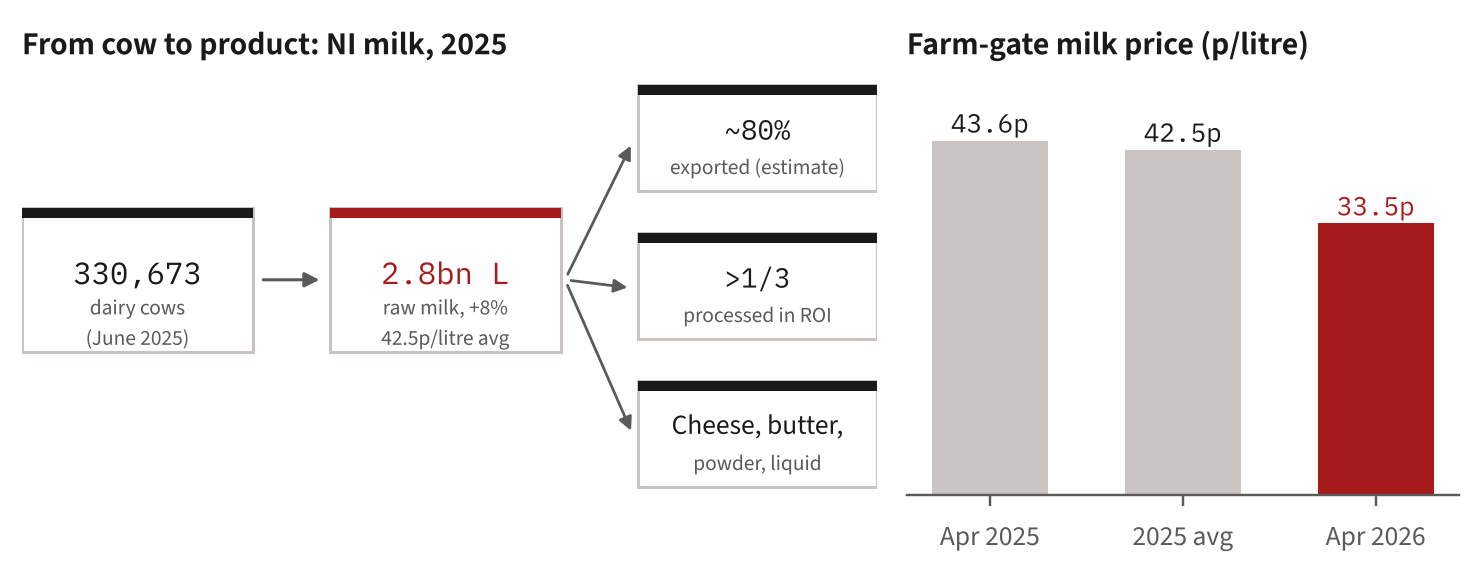 From cow to product: NI milk, 2025
330,673
dairy cows
(June 2025)
2.8bn L
raw milk, +8%
42.5p/litre avg
~80%
exported (estimate)
>1/3
processed in ROI
Cheese, butter,
powder, liquid
Farm-gate milk price (p/litre)
43.6p
42.5p
33.5p
Apr 2025
2025 avg
Apr 2026